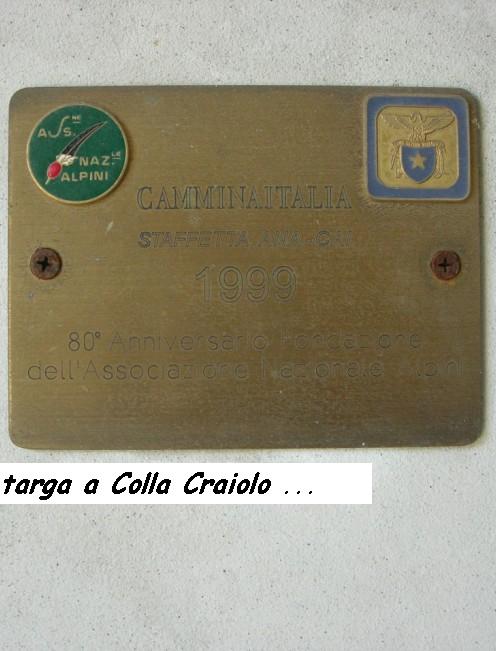 Ass.ne
Naz.le
Alpini
CAMMINAITALIA
STAFFETTA ANA-CAI
1999
80° Anniversario Fondazione
dell'Associazione Nazionale Alpini
targa a Colla Craiolo ...